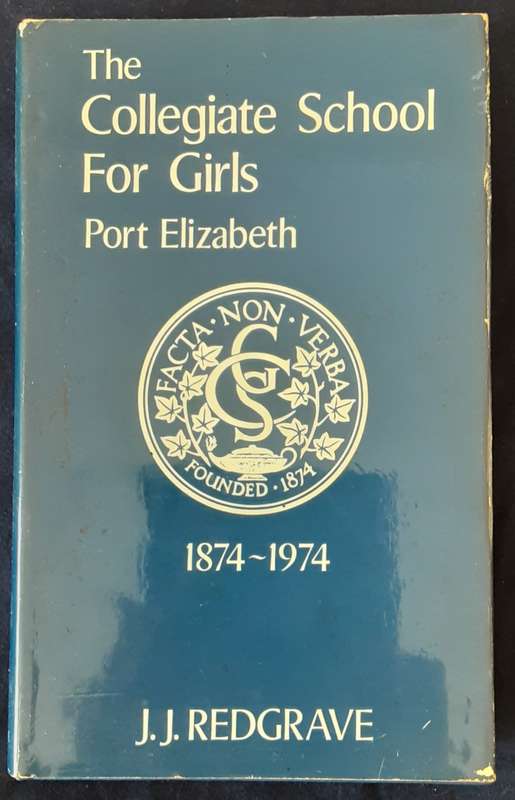 The
Collegiate School
For Girls
Port Elizabeth
FACTA · NON · VERBA
CGS
FOUNDED · 1874
1874~1974
J. J. REDGRAVE